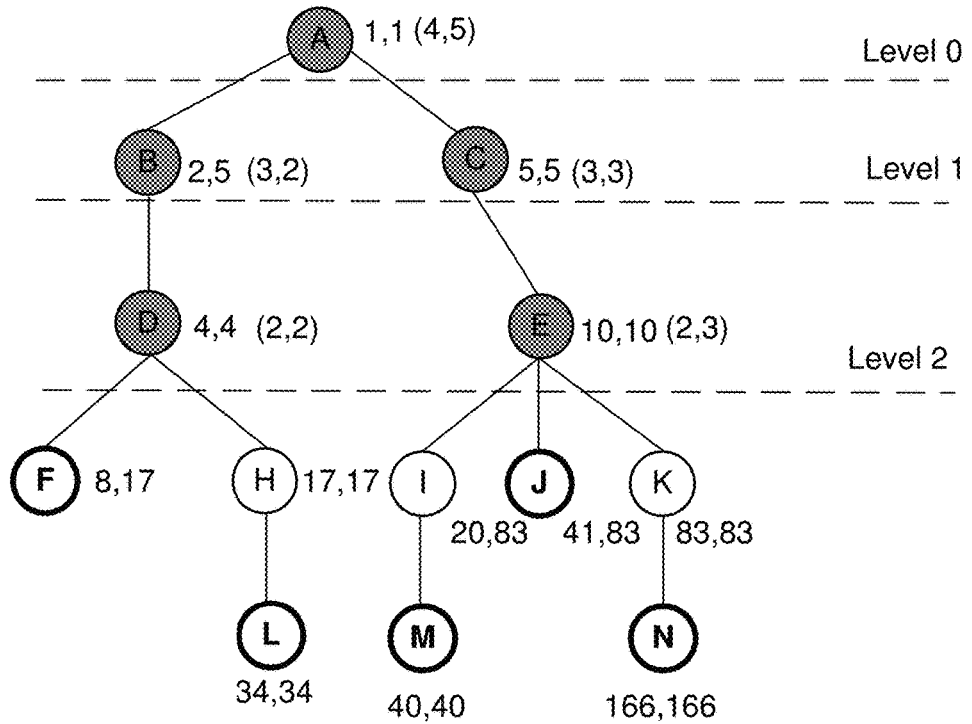 A 1,1 (4,5)
Level 0
B 2,5 (3,2)
C 5,5 (3,3)
Level 1
D 4,4 (2,2)
E 10,10 (2,3)
Level 2
F 8,17
H 17,17
I
J
K
20,83
41,83
83,83
L
M
N
34,34
40,40
166,166